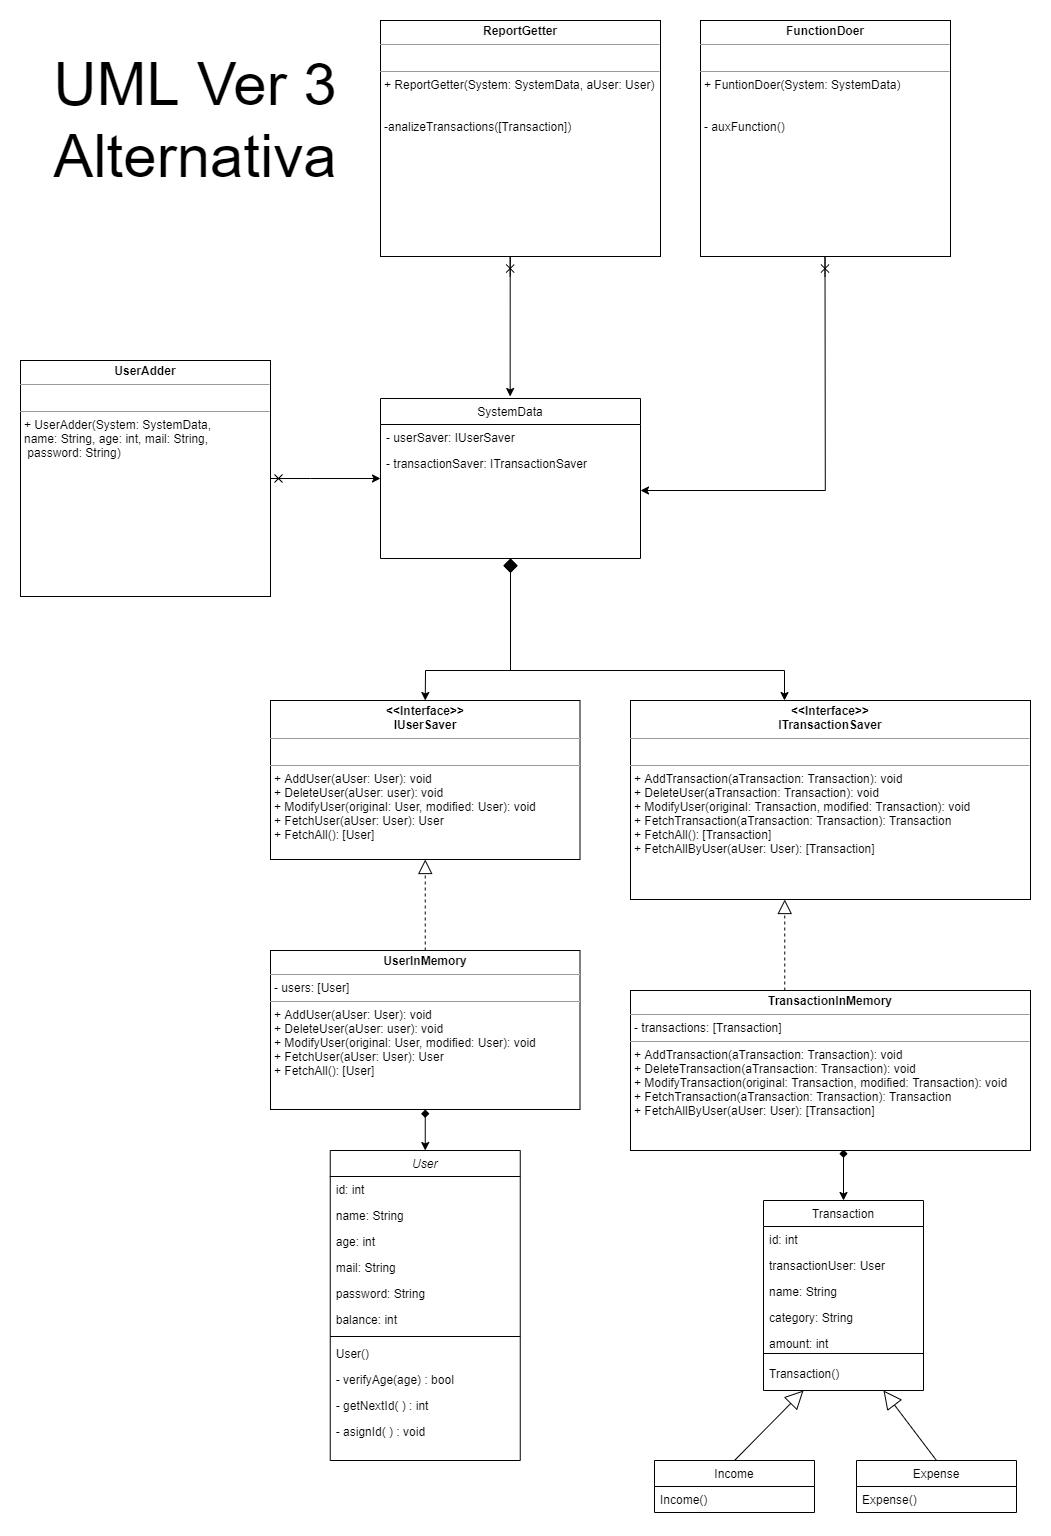 UML Ver 3
Alternativa
ReportGetter
+ ReportGetter(System: SystemData, aUser: User)
-analizeTransactions([Transaction])
FunctionDoer
+ FuntionDoer(System: SystemData)
- auxFunction()
UserAdder
+ UserAdder(System: SystemData,
name: String, age: int, mail: String,
password: String)
SystemData
- userSaver: IUserSaver
- transactionSaver: ITransactionSaver
<<Interface>>
IUserSaver
+ AddUser(aUser: User): void
+ DeleteUser(aUser: user): void
+ ModifyUser(original: User, modified: User): void
+ FetchUser(aUser: User): User
+ FetchAll(): [User]
<<Interface>>
ITransactionSaver
+ AddTransaction(aTransaction: Transaction): void
+ DeleteUser(aTransaction: Transaction): void
+ ModifyUser(original: Transaction, modified: Transaction): void
+ FetchTransaction(aTransaction: Transaction): Transaction
+ FetchAll(): [Transaction]
+ FetchAllByUser(aUser: User): [Transaction]
UserInMemory
- users: [User]
+ AddUser(aUser: User): void
+ DeleteUser(aUser: user): void
+ ModifyUser(original: User, modified: User): void
+ FetchUser(aUser: User): User
+ FetchAll(): [User]
TransactionInMemory
- transactions: [Transaction]
+ AddTransaction(aTransaction: Transaction): void
+ DeleteTransaction(aTransaction: Transaction): void
+ ModifyTransaction(original: Transaction, modified: Transaction): void
+ FetchTransaction(aTransaction: Transaction): Transaction
+ FetchAllByUser(aUser: User): [Transaction]
User
id: int
name: String
age: int
mail: String
password: String
balance: int
User()
- verifyAge(age) : bool
- getNextId( ) : int
- asignId( ) : void
Transaction
id: int
transactionUser: User
name: String
category: String
amount: int
Transaction()
Income
Income()
Expense
Expense()